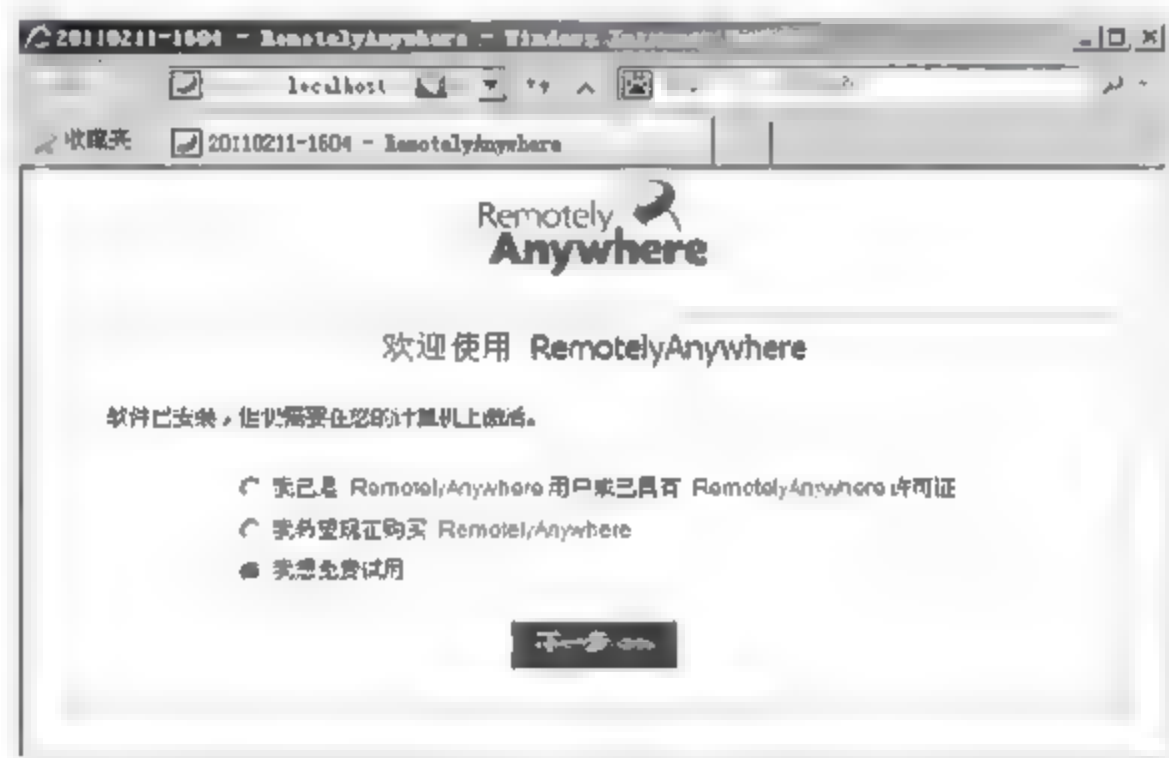 20110211-1604 - RemotelyAnywhere - Windows
localhost
收藏夹
20110211-1604 - RemotelyAnywhere
Remotely
Anywhere
欢迎使用 RemotelyAnywhere
软件已安装，但仍需要在您的计算机上激活。
我已是 RemotelyAnywhere 用户或已具有 RemotelyAnywhere 许可证
我希望现在购买 RemotelyAnywhere
我想免费试用
下一步